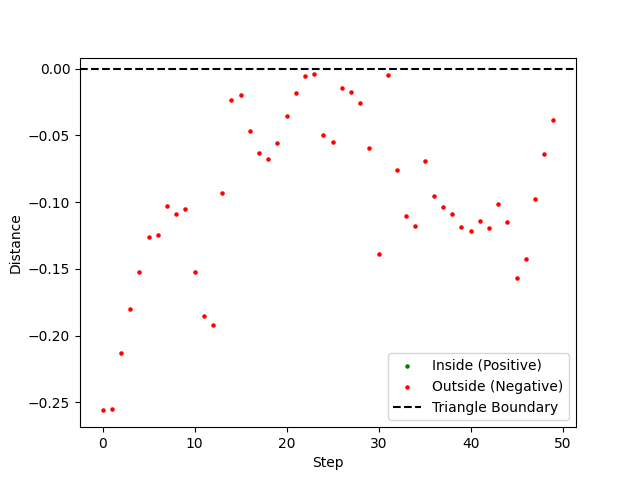 0.00
−0.05
−0.10
−0.15
−0.20
−0.25
Distance
0 10 20 30 40 50
Step
Inside (Positive)
Outside (Negative)
Triangle Boundary